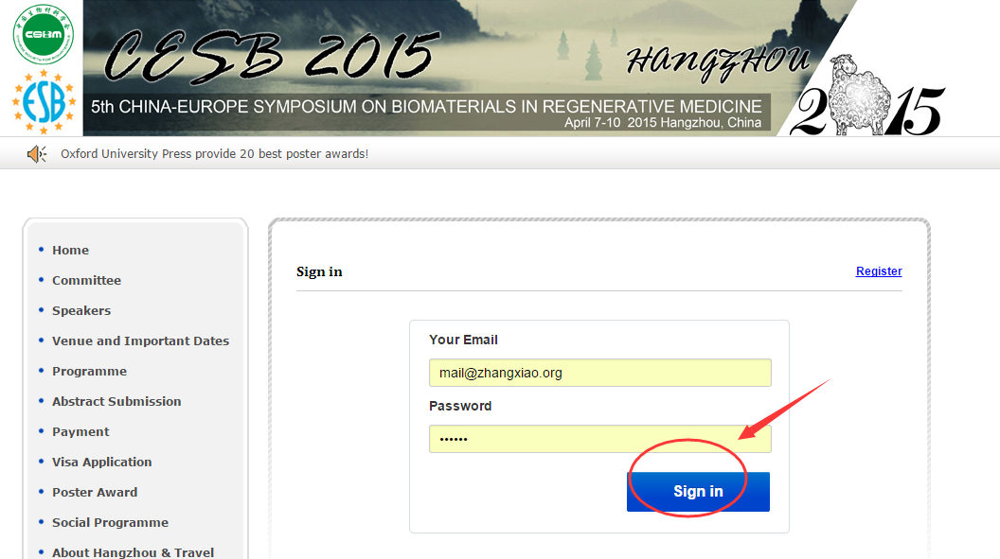 CSBM
CESB 2015
HANGZHOU
ESB
5th CHINA-EUROPE SYMPOSIUM ON BIOMATERIALS IN REGENERATIVE MEDICINE
April 7-10 2015 Hangzhou, China
2015
Oxford University Press provide 20 best poster awards!
Home
Committee
Speakers
Venue and Important Dates
Programme
Abstract Submission
Payment
Visa Application
Poster Award
Social Programme
About Hangzhou & Travel
Sign in
Register
Your Email
mail@zhangxiao.org
Password
••••••
Sign in